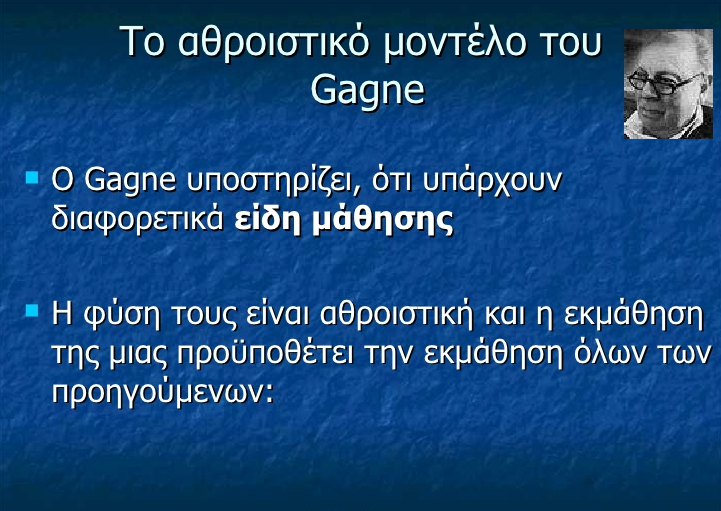 Το αθροιστικό μοντέλο του
Gagne
Ο Gagne υποστηρίζει, ότι υπάρχουν
διαφορετικά είδη μάθησης
Η φύση τους είναι αθροιστική και η εκμάθηση
της μιας προϋποθέτει την εκμάθηση όλων των
προηγούμενων: